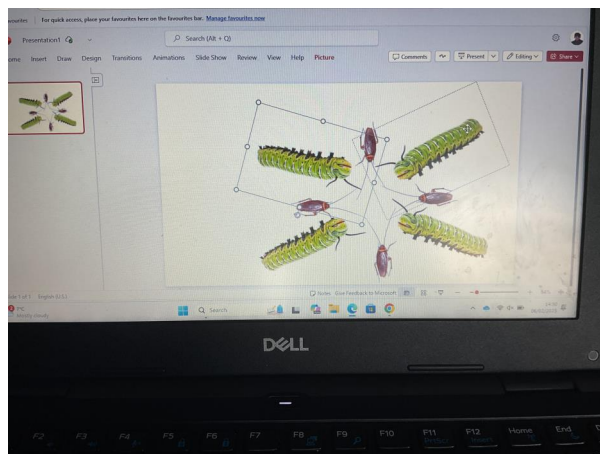 For quick access, place your favourites here on the favourites bar. Manage favourites now
Presentation1
Search (Alt + Q)
Insert Draw Design Transitions Animations Slide Show Review View Help Picture
Comments Present Editing Share
Notes Give Feedback to Microsoft
Search
DELL
F2 F3 F4 F5 F6 F7 F8 F9 F10 F11 F12 Home End